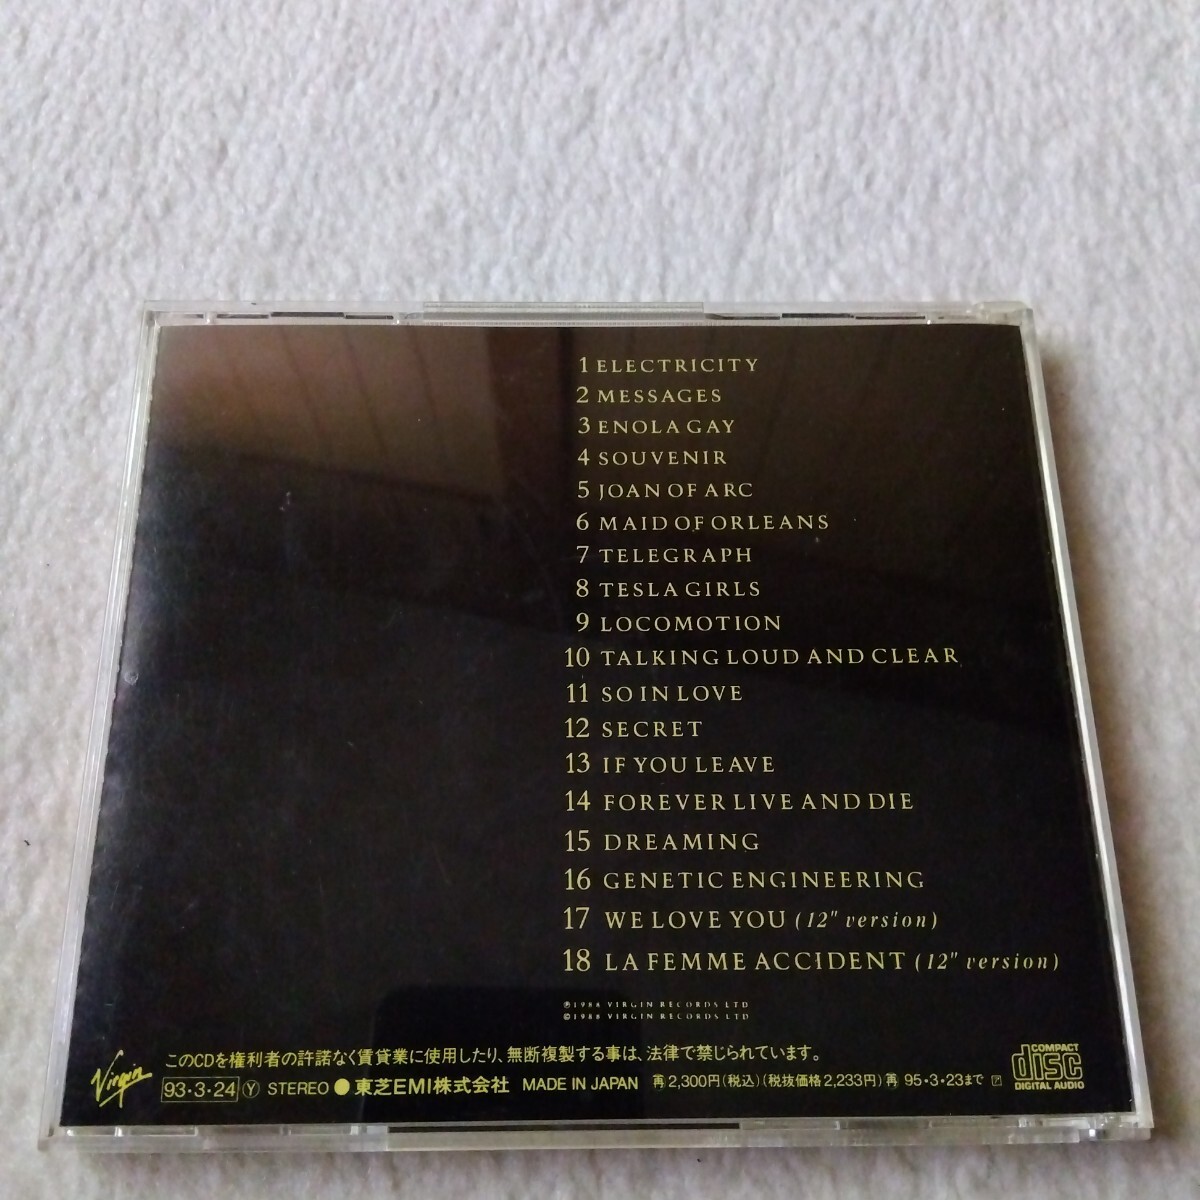 1 ELECTRICITY
2 MESSAGES
3 ENOLA GAY
4 SOUVENIR
5 JOAN OF ARC
6 MAID OF ORLEANS
7 TELEGRAPH
8 TESLA GIRLS
9 LOCOMOTION
10 TALKING LOUD AND CLEAR
11 SO IN LOVE
12 SECRET
13 IF YOU LEAVE
14 FOREVER LIVE AND DIE
15 DREAMING
16 GENETIC ENGINEERING
17 WE LOVE YOU (12" version)
18 LA FEMME ACCIDENT (12" version)
℗1988 VIRGIN RECORDS LTD
©1988 VIRGIN RECORDS LTD
このCDを権利者の許諾なく賃貸業に使用したり、無断複製する事は、法律で禁じられています。
Virgin
93・3・24 Ⓨ STEREO ● 東芝EMI株式会社 MADE IN JAPAN 再 2,300円(税込)(税抜価格2,233円)再 95・3・23まで
COMPACT
disc
DIGITAL AUDIO